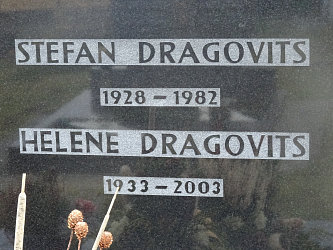 STEFAN DRAGOVITS
1928 – 1982
HELENE DRAGOVITS
1933 – 2003